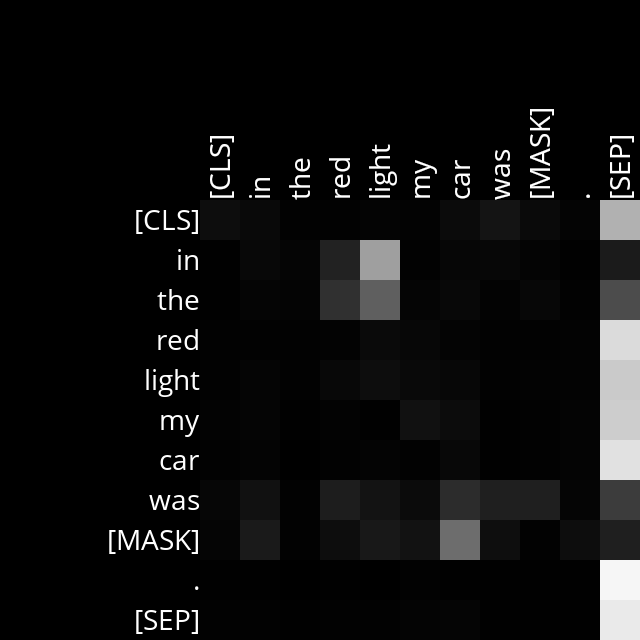 [CLS] in the red light my car was [MASK] . [SEP]
[CLS]
in
the
red
light
my
car
was
[MASK]
.
[SEP]